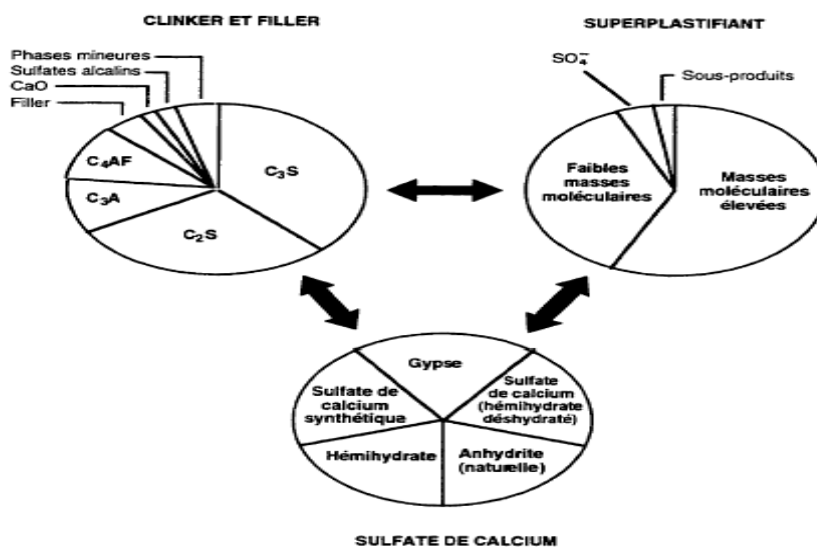 CLINKER ET FILLER
Phases mineures
Sulfates alcalins
CaO
Filler
C₄AF
C₃A
C₂S
C₃S
SUPERPLASTIFIANT
SO₄⁻
Sous-produits
Faibles
masses
moléculaires
Masses
moléculaires
élevées
Gypse
Sulfate de
calcium
synthétique
Sulfate
de calcium
(hémihydrate
déshydraté)
Hémihydrate
Anhydrite
(naturelle)
SULFATE DE CALCIUM